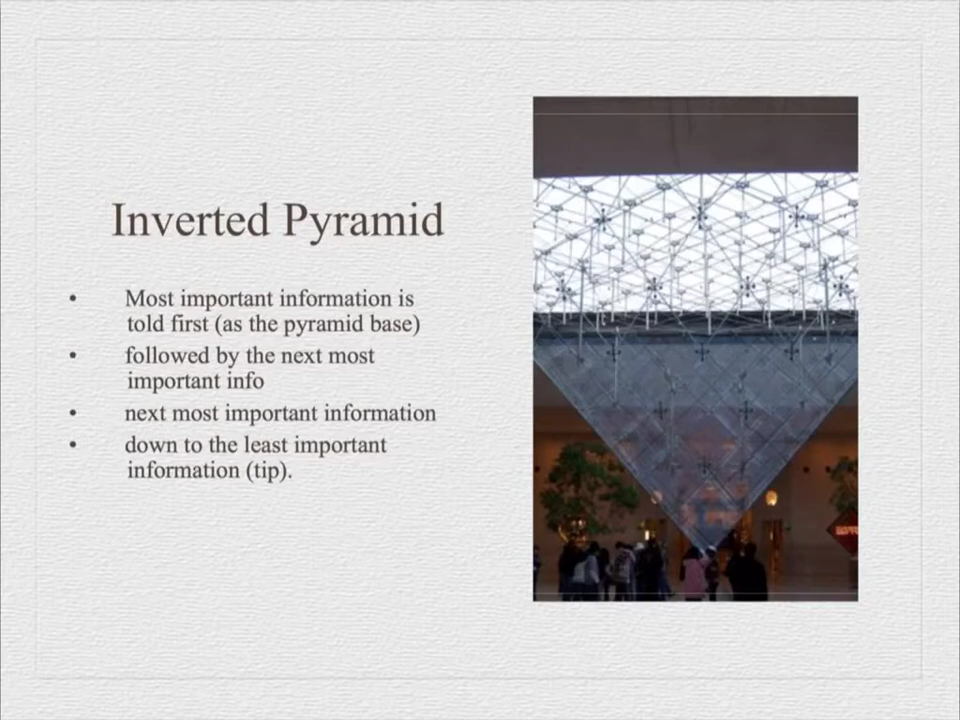 Inverted Pyramid
• Most important information is
told first (as the pyramid base)
• followed by the next most
important info
• next most important information
• down to the least important
information (tip).